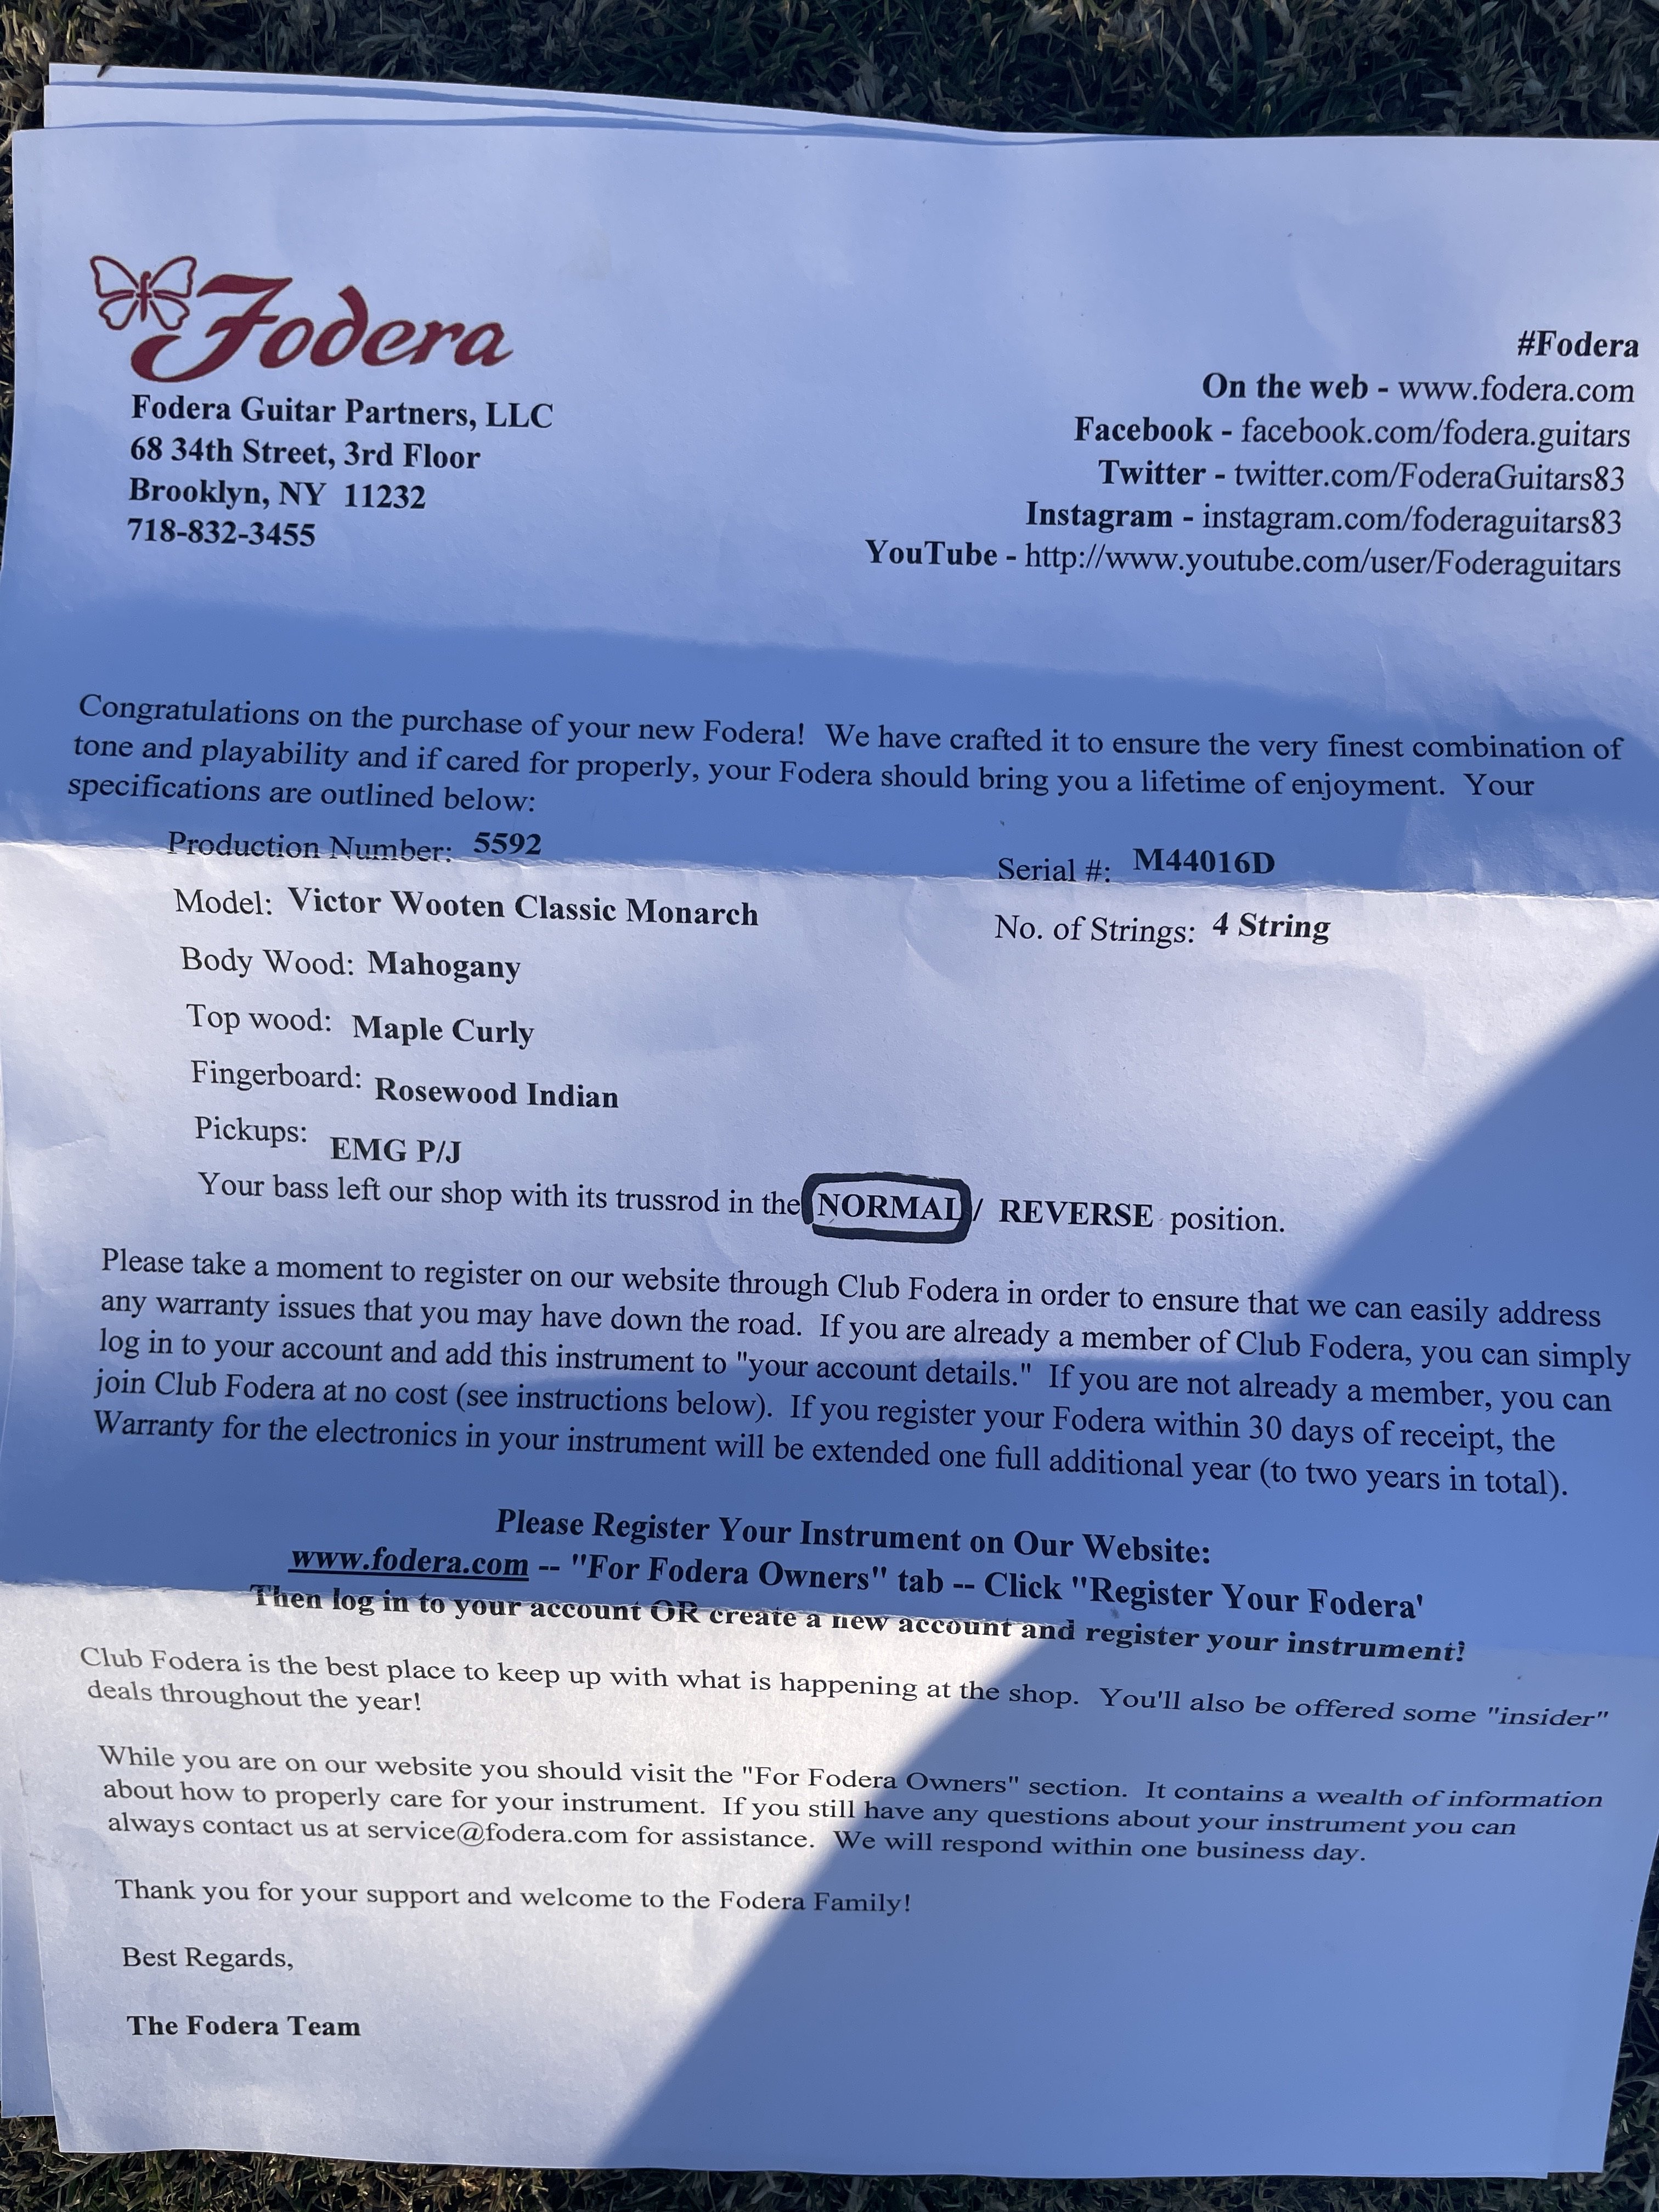 Fodera
Fodera Guitar Partners, LLC
68 34th Street, 3rd Floor
Brooklyn, NY 11232
718-832-3455
#Fodera
On the web - www.fodera.com
Facebook - facebook.com/fodera.guitars
Twitter - twitter.com/FoderaGuitars83
Instagram - instagram.com/foderaguitars83
YouTube - http://www.youtube.com/user/Foderaguitars
Congratulations on the purchase of your new Fodera! We have crafted it to ensure the very finest combination of
tone and playability and if cared for properly, your Fodera should bring you a lifetime of enjoyment. Your
specifications are outlined below:
Production Number: 5592
Serial #: M44016D
Model: Victor Wooten Classic Monarch
No. of Strings: 4 String
Body Wood: Mahogany
Top wood: Maple Curly
Fingerboard: Rosewood Indian
Pickups: EMG P/J
Your bass left our shop with its trussrod in the NORMAL / REVERSE position.
Please take a moment to register on our website through Club Fodera in order to ensure that we can easily address
any warranty issues that you may have down the road. If you are already a member of Club Fodera, you can simply
log in to your account and add this instrument to "your account details." If you are not already a member, you can
join Club Fodera at no cost (see instructions below). If you register your Fodera within 30 days of receipt, the
Warranty for the electronics in your instrument will be extended one full additional year (to two years in total).
Please Register Your Instrument on Our Website:
www.fodera.com -- "For Fodera Owners" tab -- Click "Register Your Fodera'
Then log in to your account OR create a new account and register your instrument!
Club Fodera is the best place to keep up with what is happening at the shop. You'll also be offered some "insider"
deals throughout the year!
While you are on our website you should visit the "For Fodera Owners" section. It contains a wealth of information
about how to properly care for your instrument. If you still have any questions about your instrument you can
always contact us at service@fodera.com for assistance. We will respond within one business day.
Thank you for your support and welcome to the Fodera Family!
Best Regards,
The Fodera Team